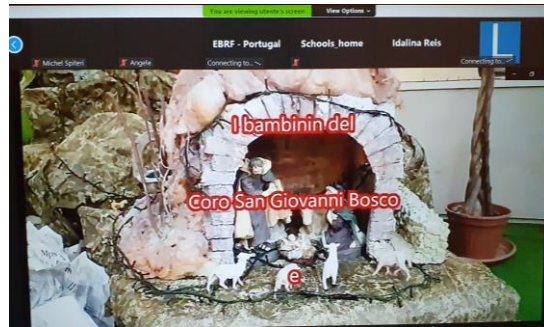 You are viewing utente's screen
View Options
EBRF - Portugal
Schools_home
Idalina Reis
L
Michel Spiteri
Angele
Connecting to...
Connecting to...
I bambinin del
Coro San Giovanni Bosco
e